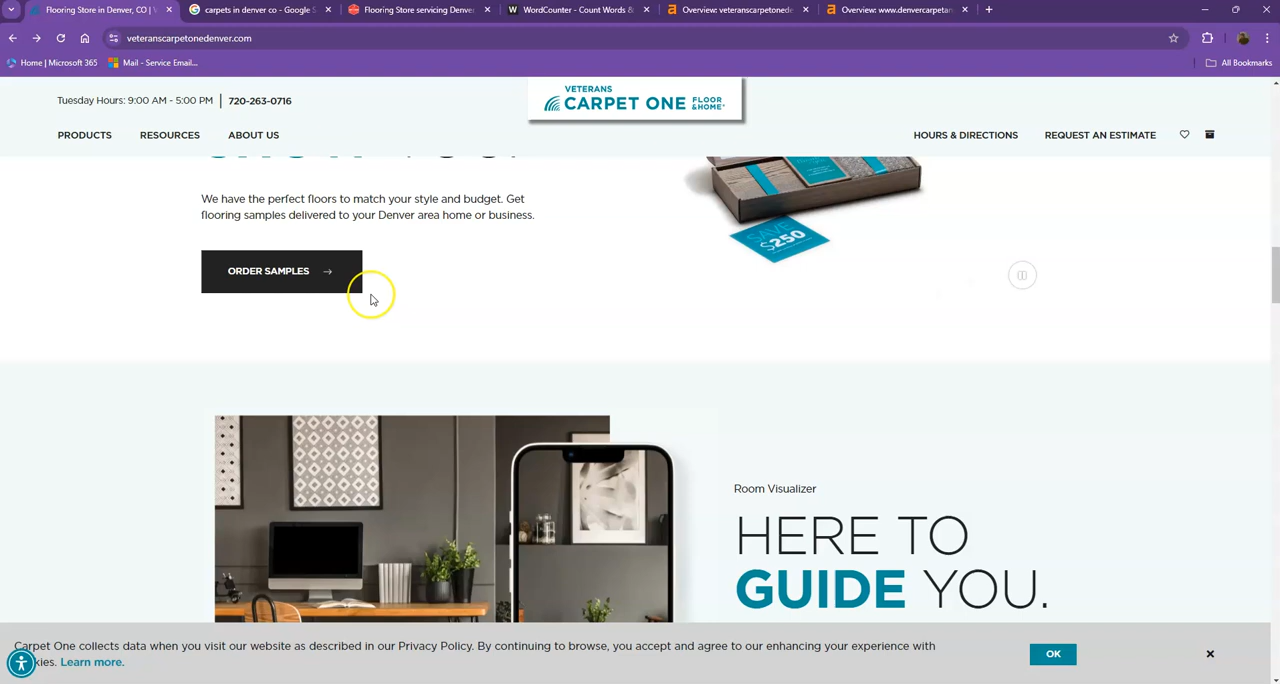 Flooring Store in Denver, CO |
carpets in denver co - Google S
Flooring Store servicing Denver
WordCounter - Count Words &
Overview: veteranscarpetonede
Overview: www.denvercarpetan
veteranscarpetonedenver.com
Home | Microsoft 365
Mail - Service Email...
All Bookmarks
Tuesday Hours: 9:00 AM - 5:00 PM | 720-263-0716
VETERANS
CARPET ONE FLOOR &HOME
PRODUCTS RESOURCES ABOUT US
HOURS & DIRECTIONS REQUEST AN ESTIMATE
We have the perfect floors to match your style and budget. Get
flooring samples delivered to your Denver area home or business.
SAVE
$250
ORDER SAMPLES →
Room Visualizer
HERE TO
GUIDE YOU.
Carpet One collects data when you visit our website as described in our Privacy Policy. By continuing to browse, you accept and agree to our enhancing your experience with
kies. Learn more.
OK